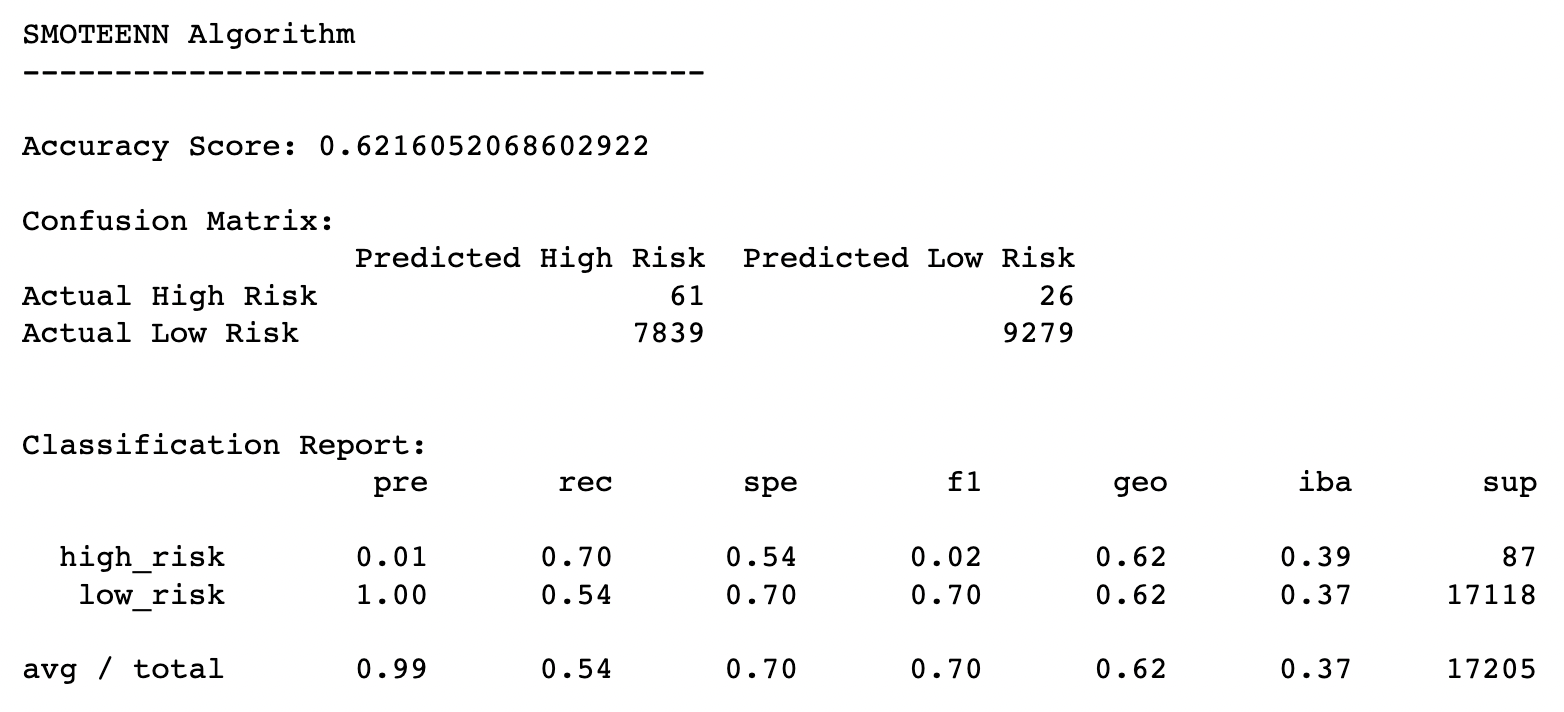 SMOTEENN Algorithm
-------------------------------------
Accuracy Score: 0.6216052068602922
Confusion Matrix:
Predicted High Risk Predicted Low Risk
Actual High Risk 61 26
Actual Low Risk 7839 9279
Classification Report:
pre rec spe f1 geo iba sup
high_risk 0.01 0.70 0.54 0.02 0.62 0.39 87
low_risk 1.00 0.54 0.70 0.70 0.62 0.37 17118
avg / total 0.99 0.54 0.70 0.70 0.62 0.37 17205